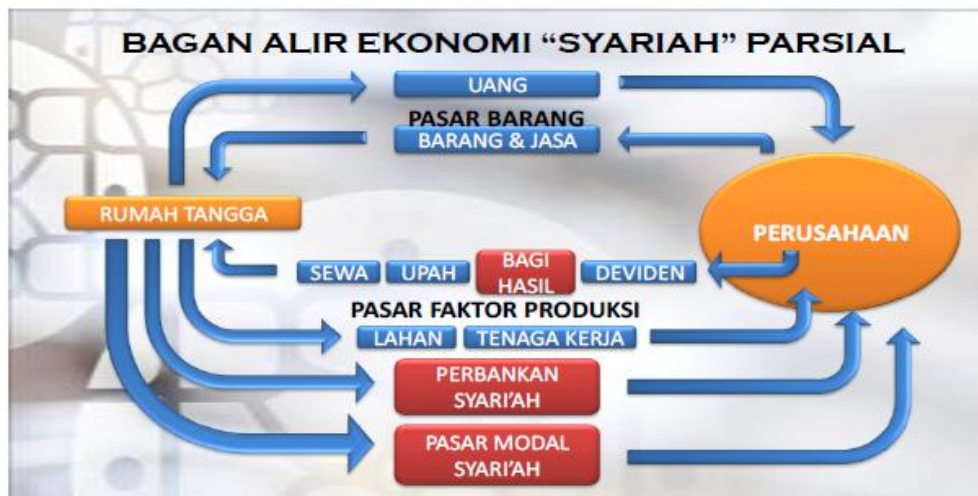 BAGAN ALIR EKONOMI “SYARIAH” PARSIAL
UANG
PASAR BARANG
BARANG & JASA
RUMAH TANGGA
PERUSAHAAN
SEWA
UPAH
BAGI
HASIL
DEVIDEN
PASAR FAKTOR PRODUKSI
LAHAN
TENAGA KERJA
PERBANKAN
SYARI’AH
PASAR MODAL
SYARI’AH